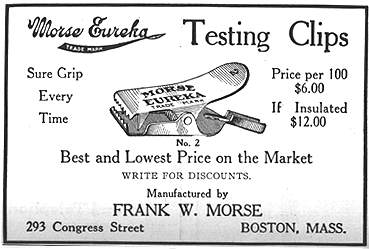 Morse Eureka
TRADE MARK
Testing Clips
Sure Grip
Every
Time
2
MORSE
EUREKA
TRADE MARK
Price per 100
$6.00
If Insulated
$12.00
No. 2
Best and Lowest Price on the Market
WRITE FOR DISCOUNTS.
Manufactured by
FRANK W. MORSE
293 Congress Street BOSTON, MASS.